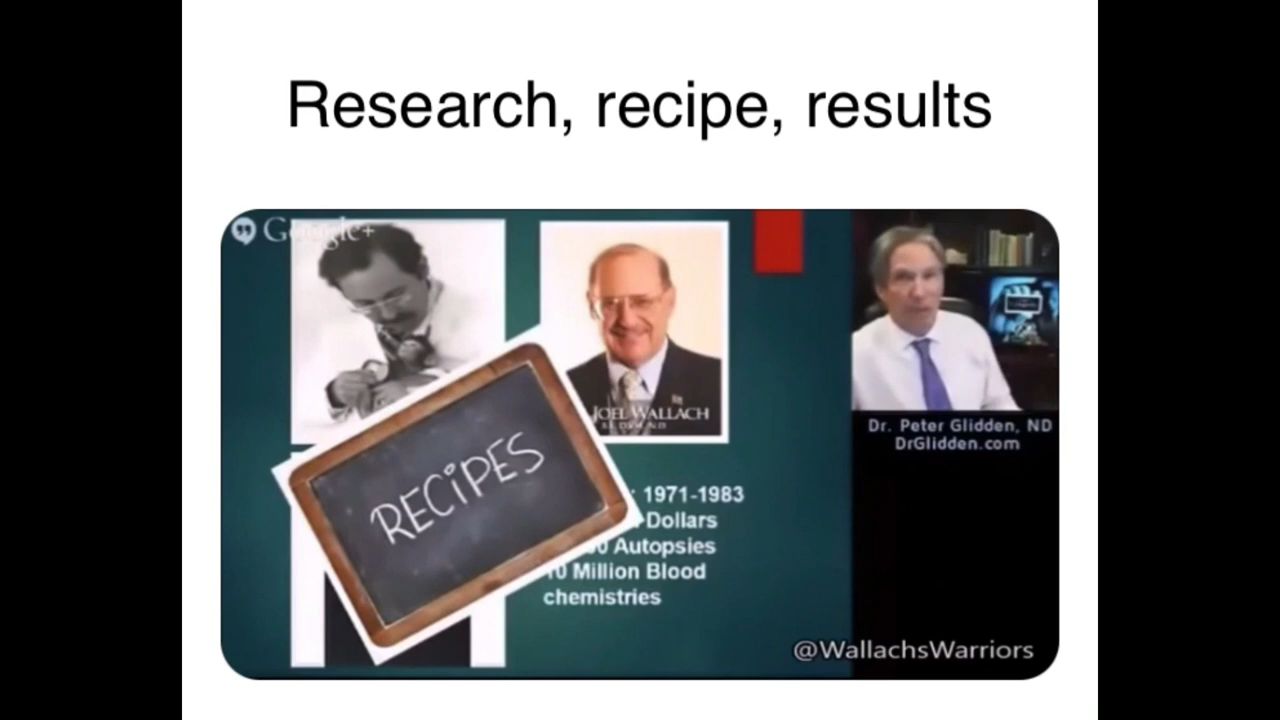 Research, recipe, results
Google+
JOEL WALLACH
RECiPES
: 1971-1983
Dollars
Autopsies
10 Million Blood
chemistries
Dr. Peter Glidden, ND
DrGlidden.com
@WallachsWarriors